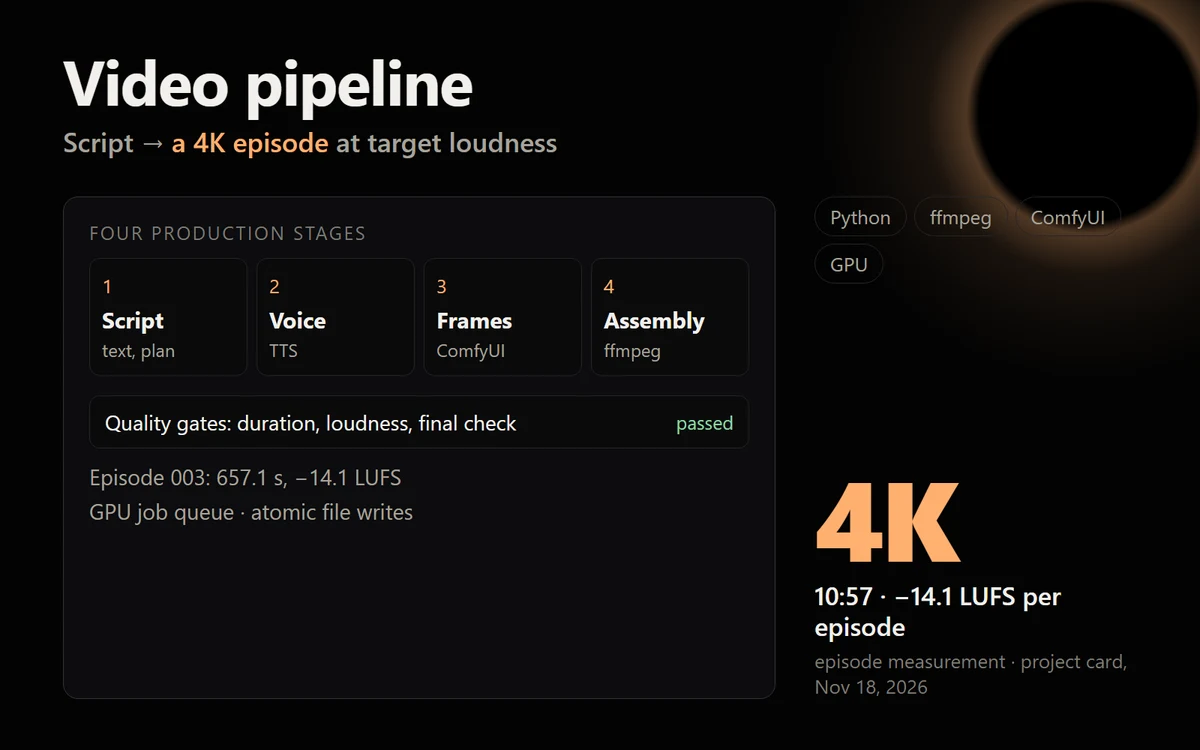 Video pipeline
Script → a 4K episode at target loudness
FOUR PRODUCTION STAGES
1
Script
text, plan
2
Voice
TTS
3
Frames
ComfyUI
4
Assembly
ffmpeg
Quality gates: duration, loudness, final check
passed
Episode 003: 657.1 s, −14.1 LUFS
GPU job queue · atomic file writes
Python
ffmpeg
ComfyUI
GPU
4K
10:57 · −14.1 LUFS per
episode
episode measurement · project card,
Nov 18, 2026